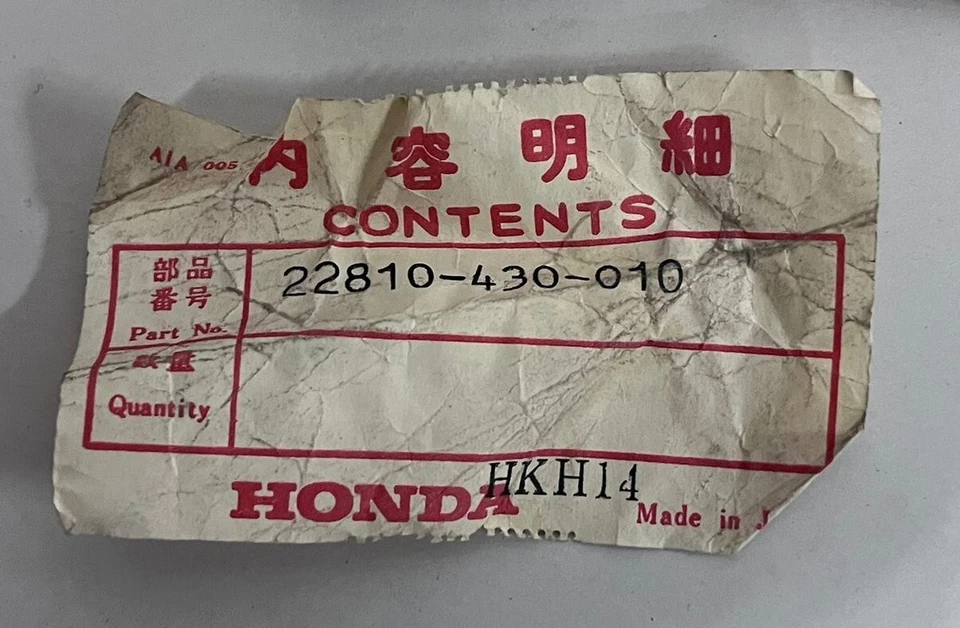 A1A 005
内容明細
CONTENTS
部品
番号
Part No.
22810-430-010
数量
Quantity
HKH14
HONDA
Made in J